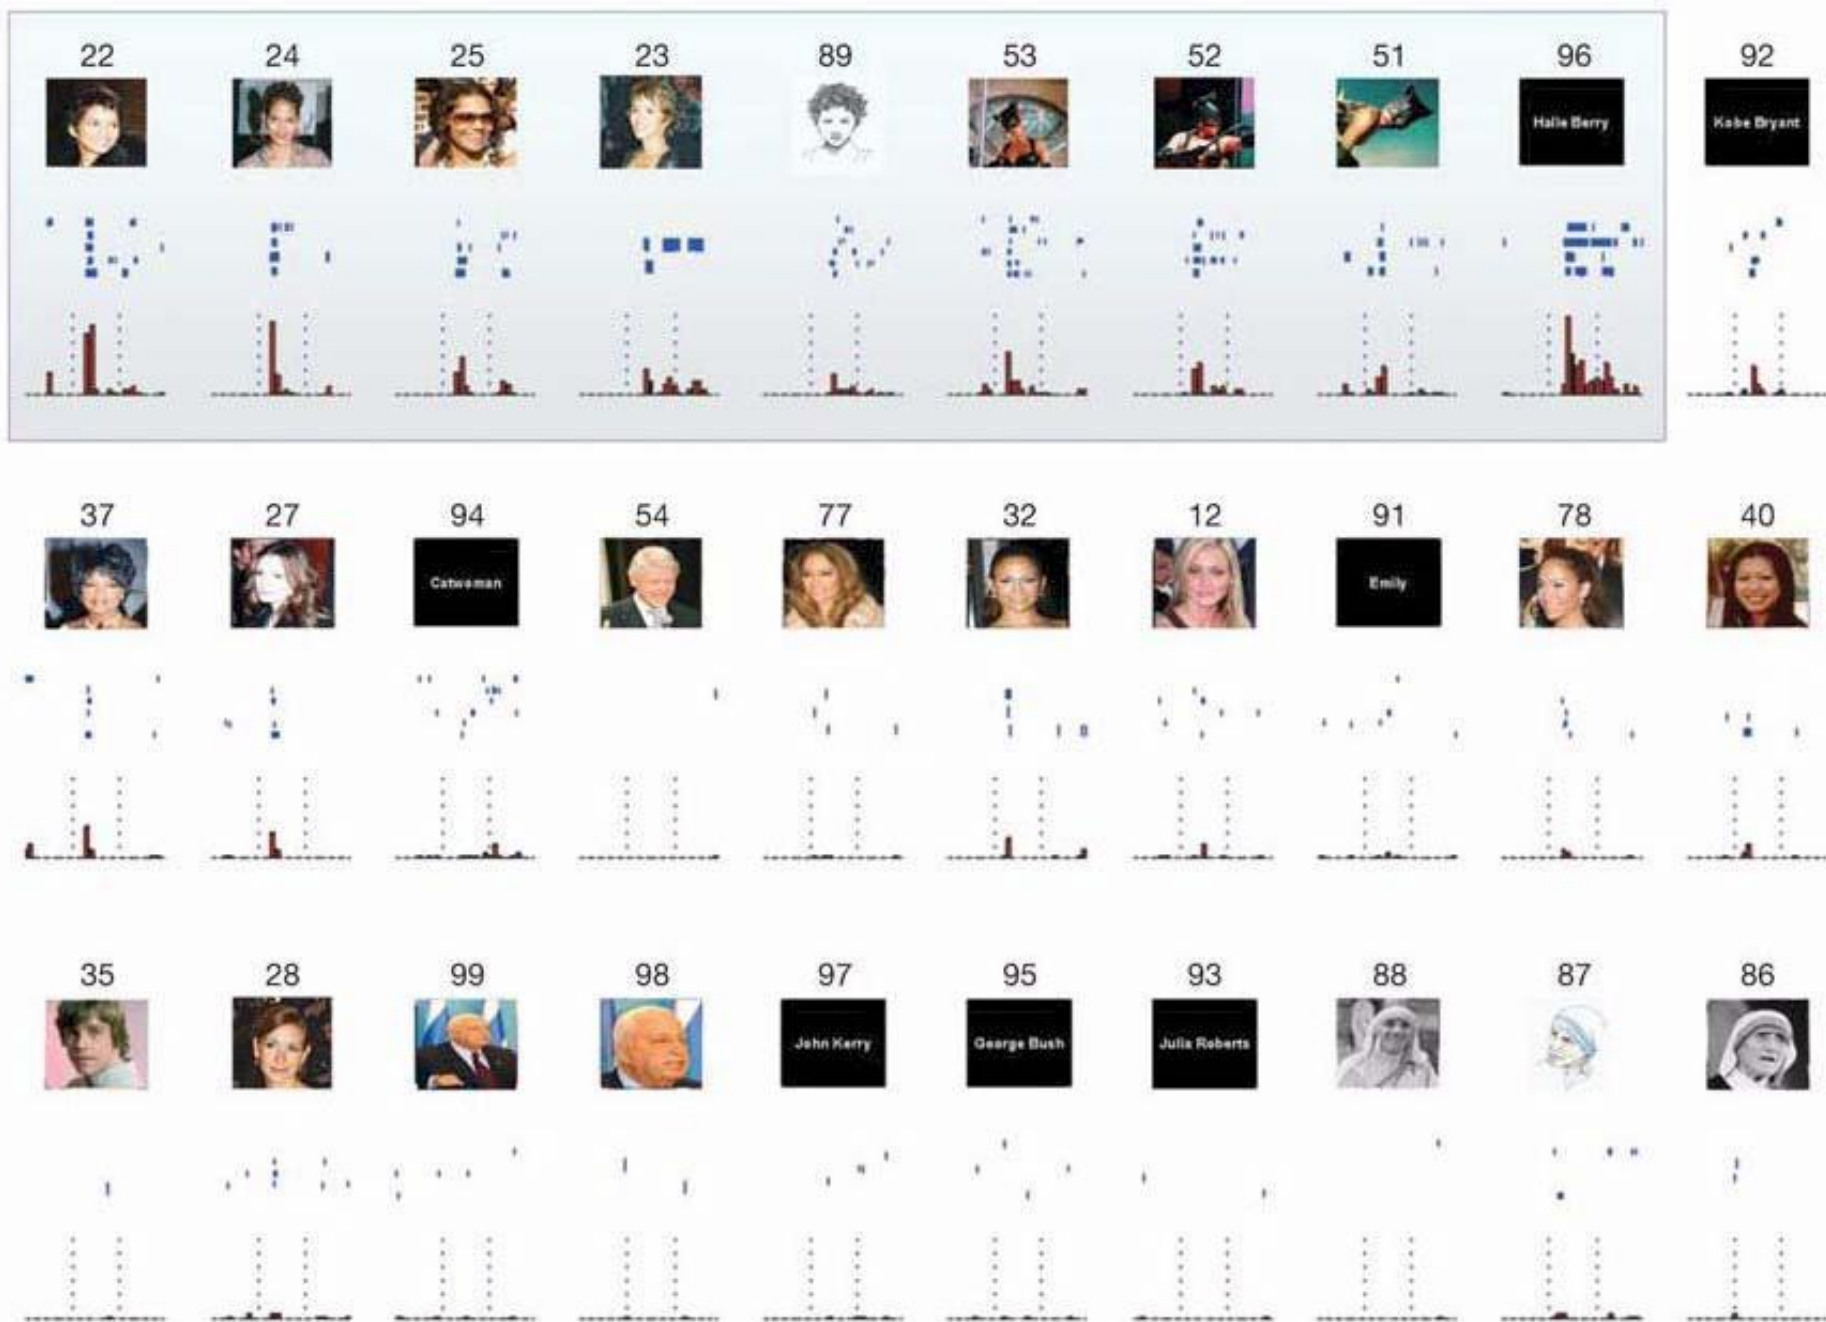 22 24 25 23 89 53 52 51 96 92
Halle Berry Kobe Bryant
37 27 94 54 77 32 12 91 78 40
Catwoman Emily
35 28 99 98 97 95 93 88 87 86
John Kerry George Bush Julia Roberts